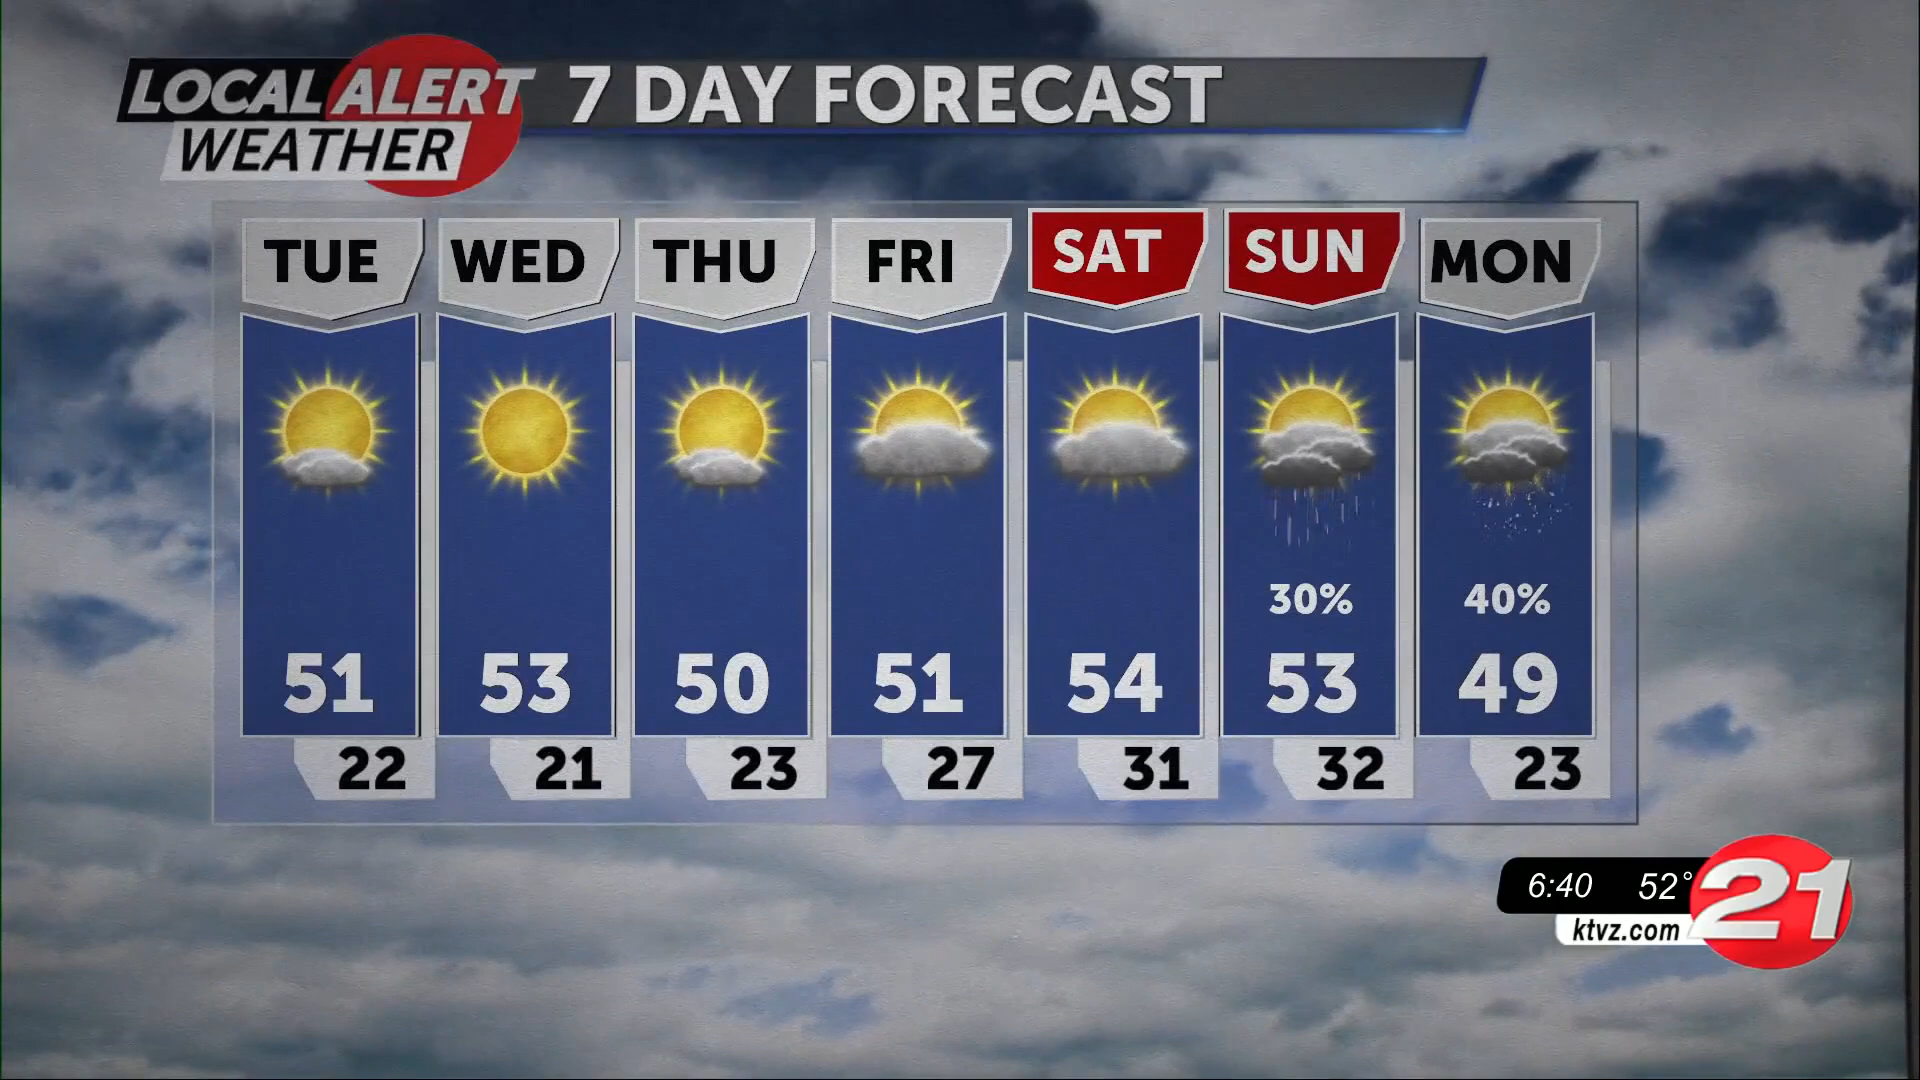 LOCAL ALERT
WEATHER
7 DAY FORECAST
TUE WED THU FRI SAT SUN MON
30% 40%
51 53 50 51 54 53 49
22 21 23 27 31 32 23
6:40 52°
21
ktvz.com